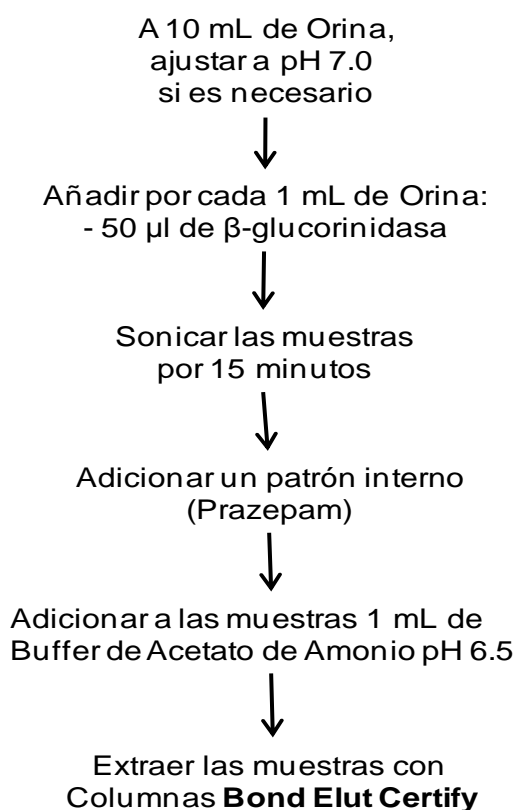 A 10 mL de Orina,
ajustar a pH 7.0
si es necesario
Añadir por cada 1 mL de Orina:
- 50 µl de β-glucorinidasa
Sonicar las muestras
por 15 minutos
Adicionar un patrón interno
(Prazepam)
Adicionar a las muestras 1 mL de
Buffer de Acetato de Amonio pH 6.5
Extraer las muestras con
Columnas Bond Elut Certify